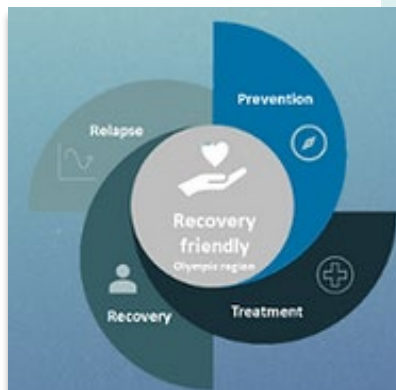 Prevention
Relapse
Recovery
friendly
Olympic region
Recovery
Treatment